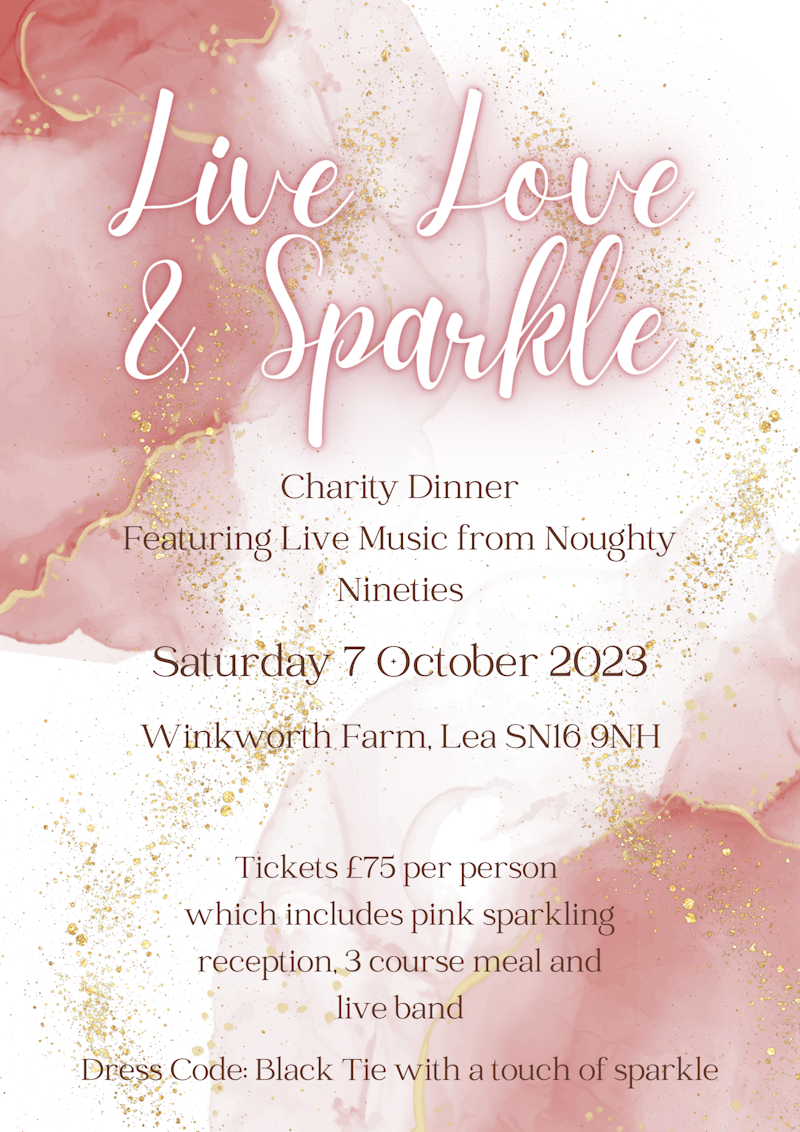 Live Love
& Sparkle
Charity Dinner
Featuring Live Music from Noughty
Nineties
Saturday 7 October 2023
Winkworth Farm, Lea SN16 9NH
Tickets £75 per person
which includes pink sparkling
reception, 3 course meal and
live band
Dress Code: Black Tie with a touch of sparkle